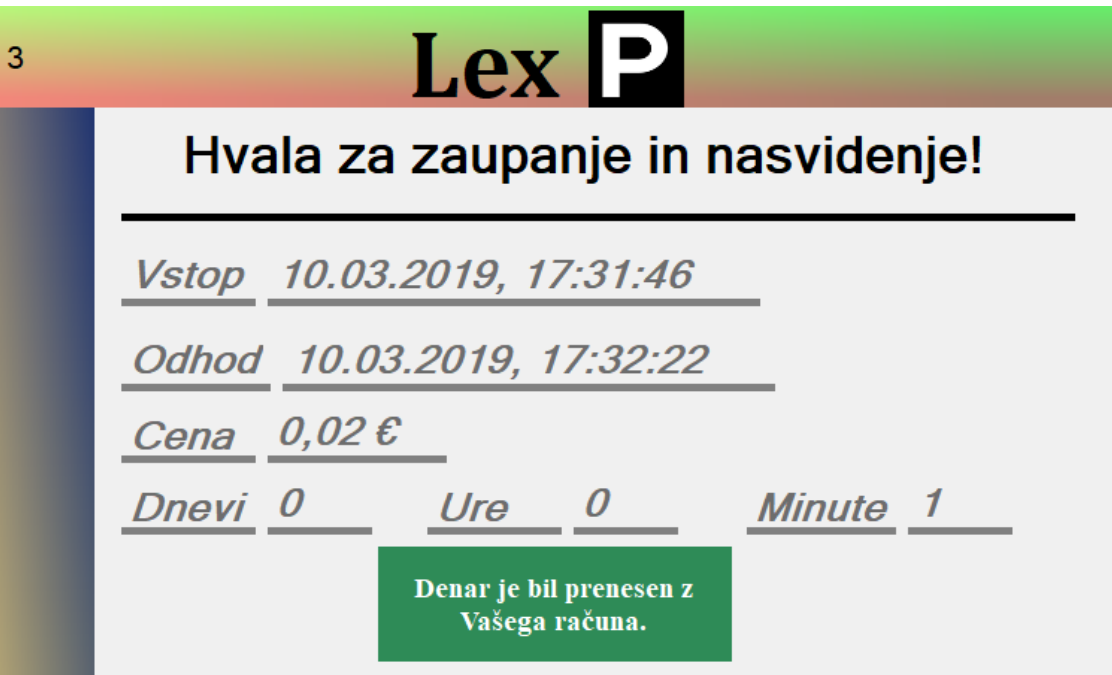 3
Lex P
Hvala za zaupanje in nasvidenje!
Vstop 10.03.2019, 17:31:46
Odhod 10.03.2019, 17:32:22
Cena 0,02 €
Dnevi 0 Ure 0 Minute 1
Denar je bil prenesen z
Vašega računa.